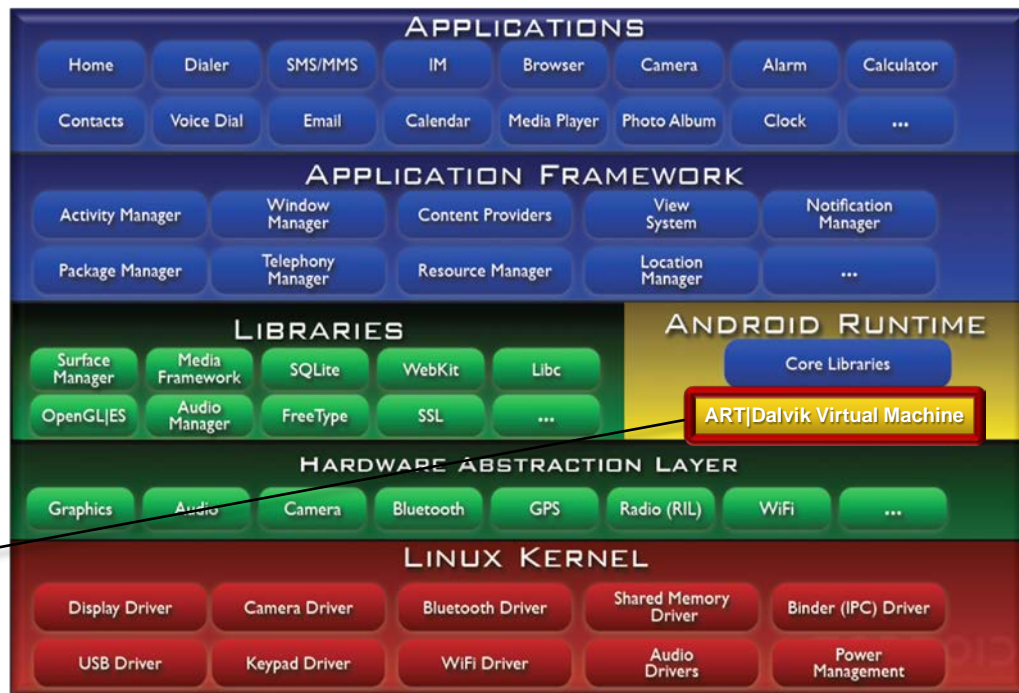 APPLICATIONS
Home Dialer SMS/MMS IM Browser Camera Alarm Calculator
Contacts Voice Dial Email Calendar Media Player Photo Album Clock ...
APPLICATION FRAMEWORK
Activity Manager Window Manager Content Providers View System Notification Manager
Package Manager Telephony Manager Resource Manager Location Manager ...
LIBRARIES
Surface Manager Media Framework SQLite WebKit Libc
OpenGL|ES Audio Manager FreeType SSL ...
ANDROID RUNTIME
Core Libraries
ART|Dalvik Virtual Machine
HARDWARE ABSTRACTION LAYER
Graphics Audio Camera Bluetooth GPS Radio (RIL) WiFi ...
LINUX KERNEL
Display Driver Camera Driver Bluetooth Driver Shared Memory Driver Binder (IPC) Driver
USB Driver Keypad Driver WiFi Driver Audio Drivers Power Management